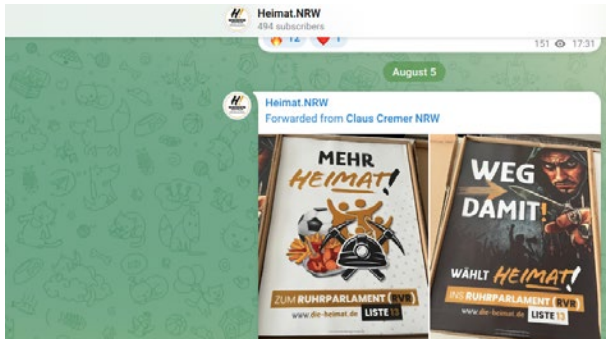 Heimat.NRW
494 subscribers
12
1
151
17:31
August 5
Heimat.NRW
Forwarded from Claus Cremer NRW
MEHR
HEIMAT!
ZUM RUHRPARLAMENT (RVR)
www.die-heimat.de LISTE 13
WEG
DAMIT!
WÄHLT HEIMAT!
INS RUHRPARLAMENT (RVR)
www.die-heimat.de LISTE 13